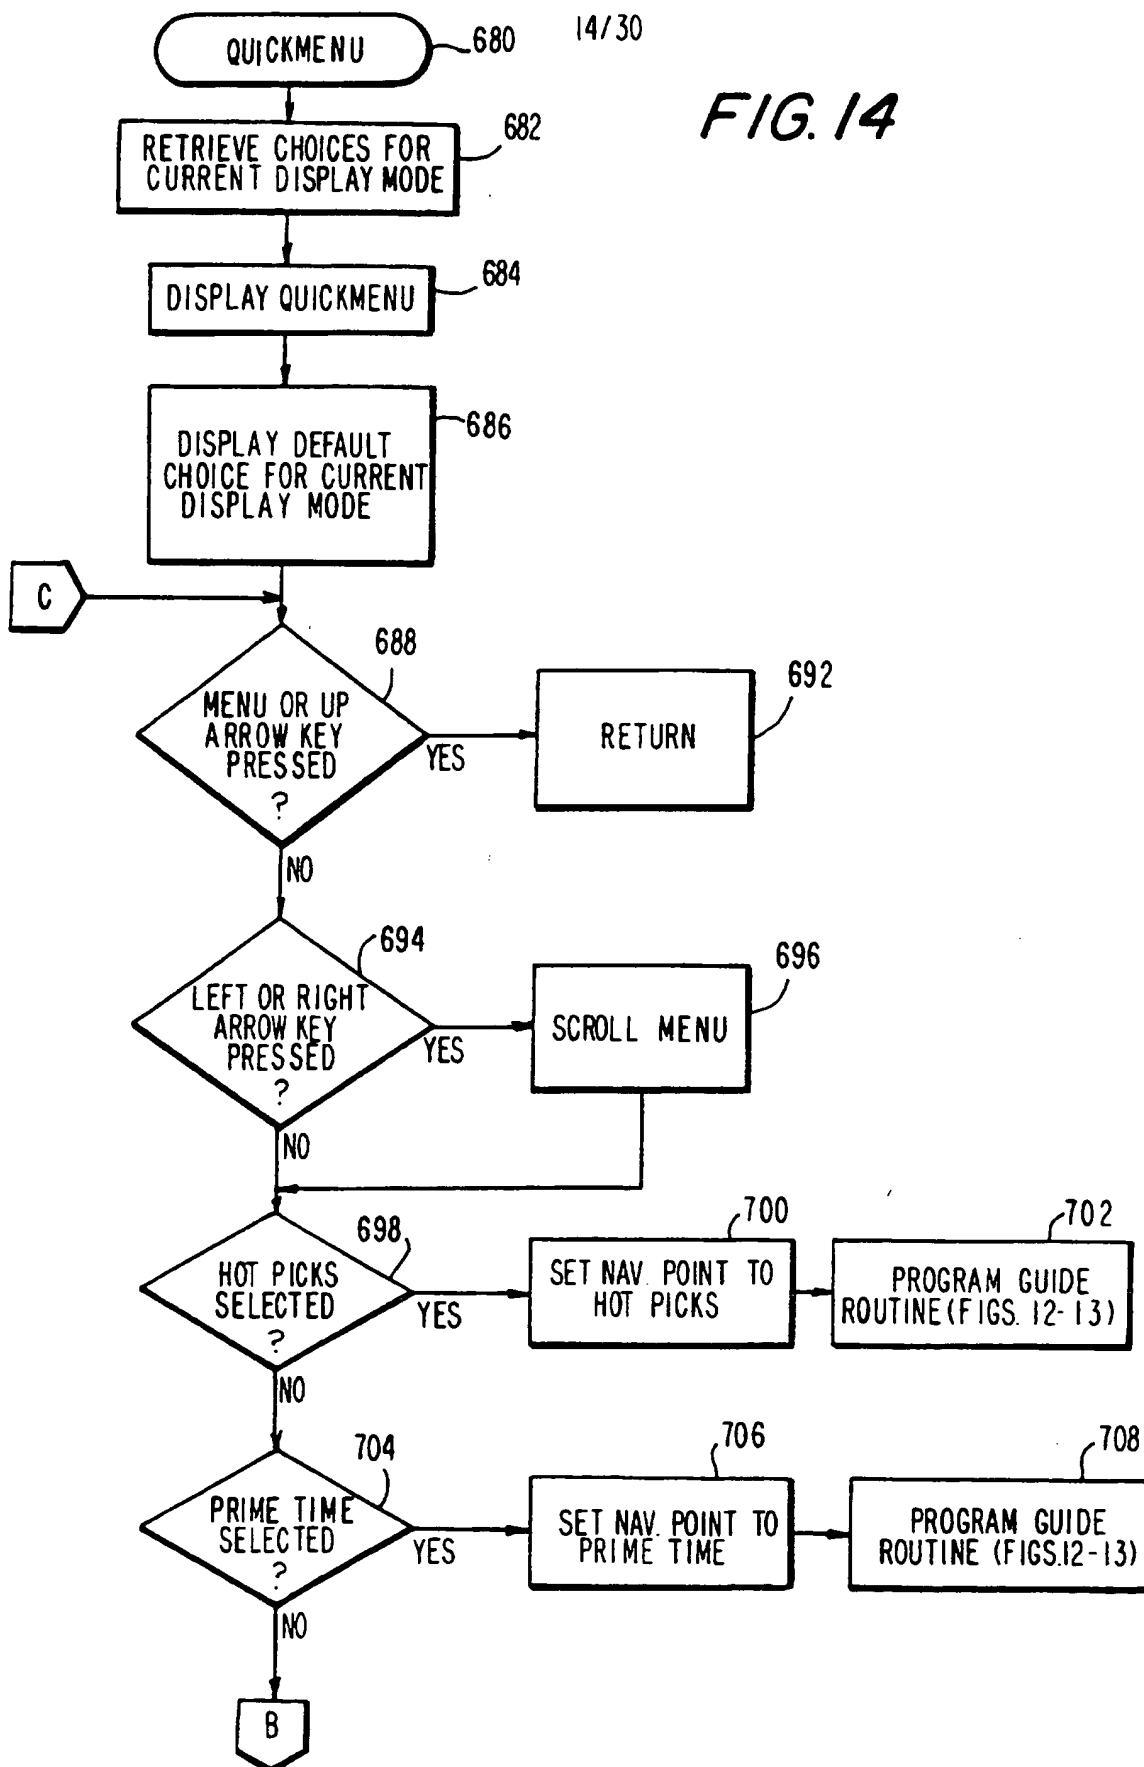 14/30
FIG. 14
QUICKMENU
680
RETRIEVE CHOICES FOR
CURRENT DISPLAY MODE
682
DISPLAY QUICKMENU
684
DISPLAY DEFAULT
CHOICE FOR CURRENT
DISPLAY MODE
686
C
MENU OR UP
ARROW KEY
PRESSED
?
688
YES
RETURN
692
NO
LEFT OR RIGHT
ARROW KEY
PRESSED
?
694
YES
SCROLL MENU
696
NO
HOT PICKS
SELECTED
?
698
YES
SET NAV. POINT TO
HOT PICKS
700
PROGRAM GUIDE
ROUTINE (FIGS. 12-13)
702
NO
PRIME TIME
SELECTED
?
704
YES
SET NAV. POINT TO
PRIME TIME
706
PROGRAM GUIDE
ROUTINE (FIGS.12-13)
708
NO
B